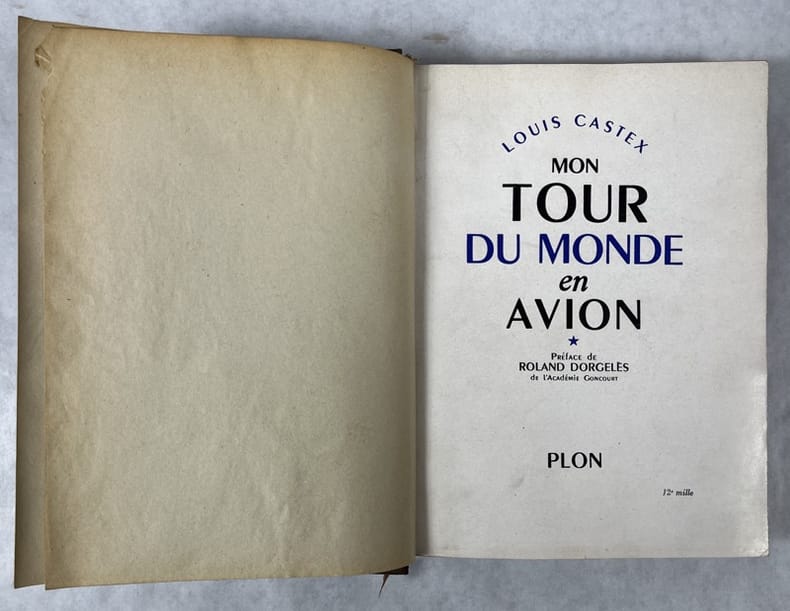 LOUIS CASTEX
MON
TOUR
DU MONDE
en
AVION
Préface de
ROLAND DORGELÈS
de l'Académie Goncourt
PLON
12e mille